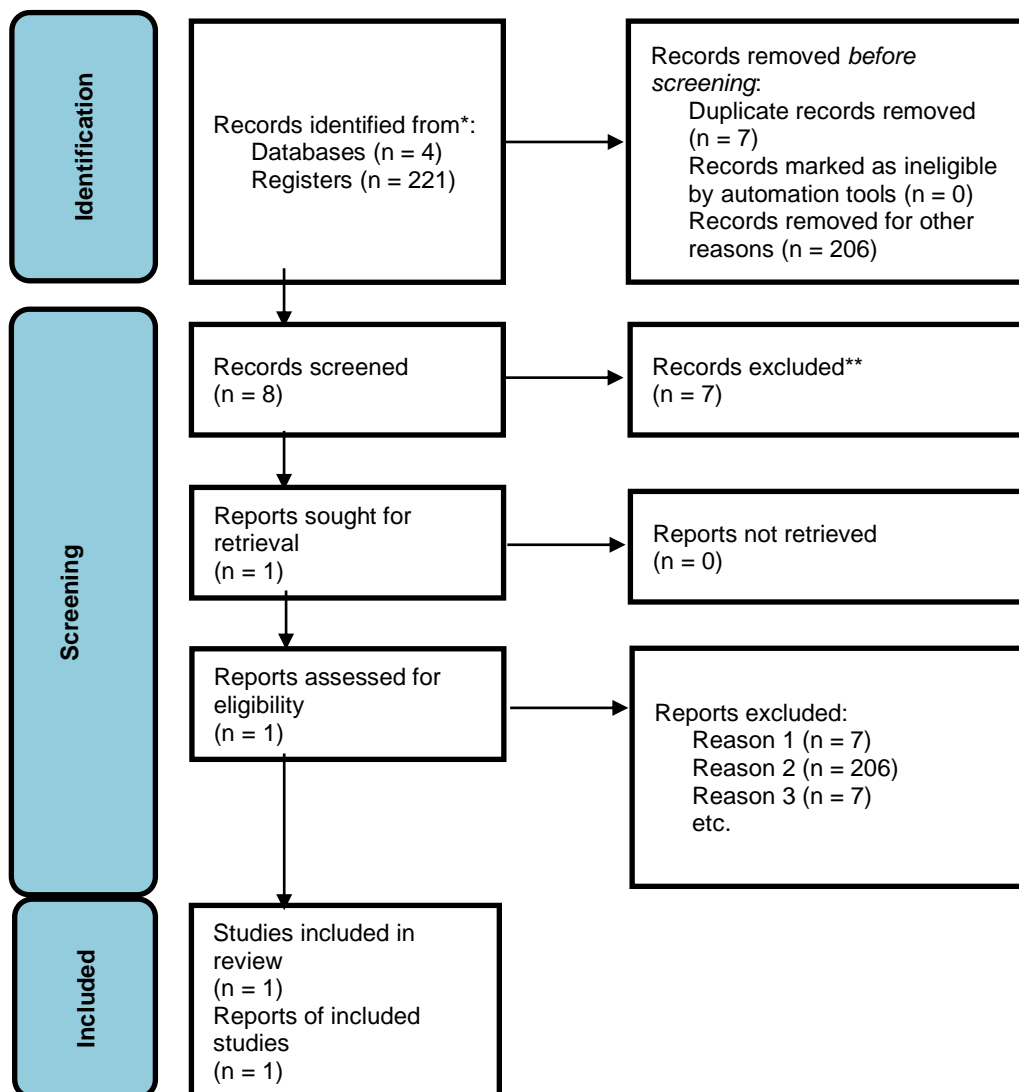 Identification
Records identified from*:
Databases (n = 4)
Registers (n = 221)
Records removed before
screening:
Duplicate records removed
(n = 7)
Records marked as ineligible
by automation tools (n = 0)
Records removed for other
reasons (n = 206)
Screening
Records screened
(n = 8)
Records excluded**
(n = 7)
Reports sought for
retrieval
(n = 1)
Reports not retrieved
(n = 0)
Reports assessed for
eligibility
(n = 1)
Reports excluded:
Reason 1 (n = 7)
Reason 2 (n = 206)
Reason 3 (n = 7)
etc.
Included
Studies included in
review
(n = 1)
Reports of included
studies
(n = 1)